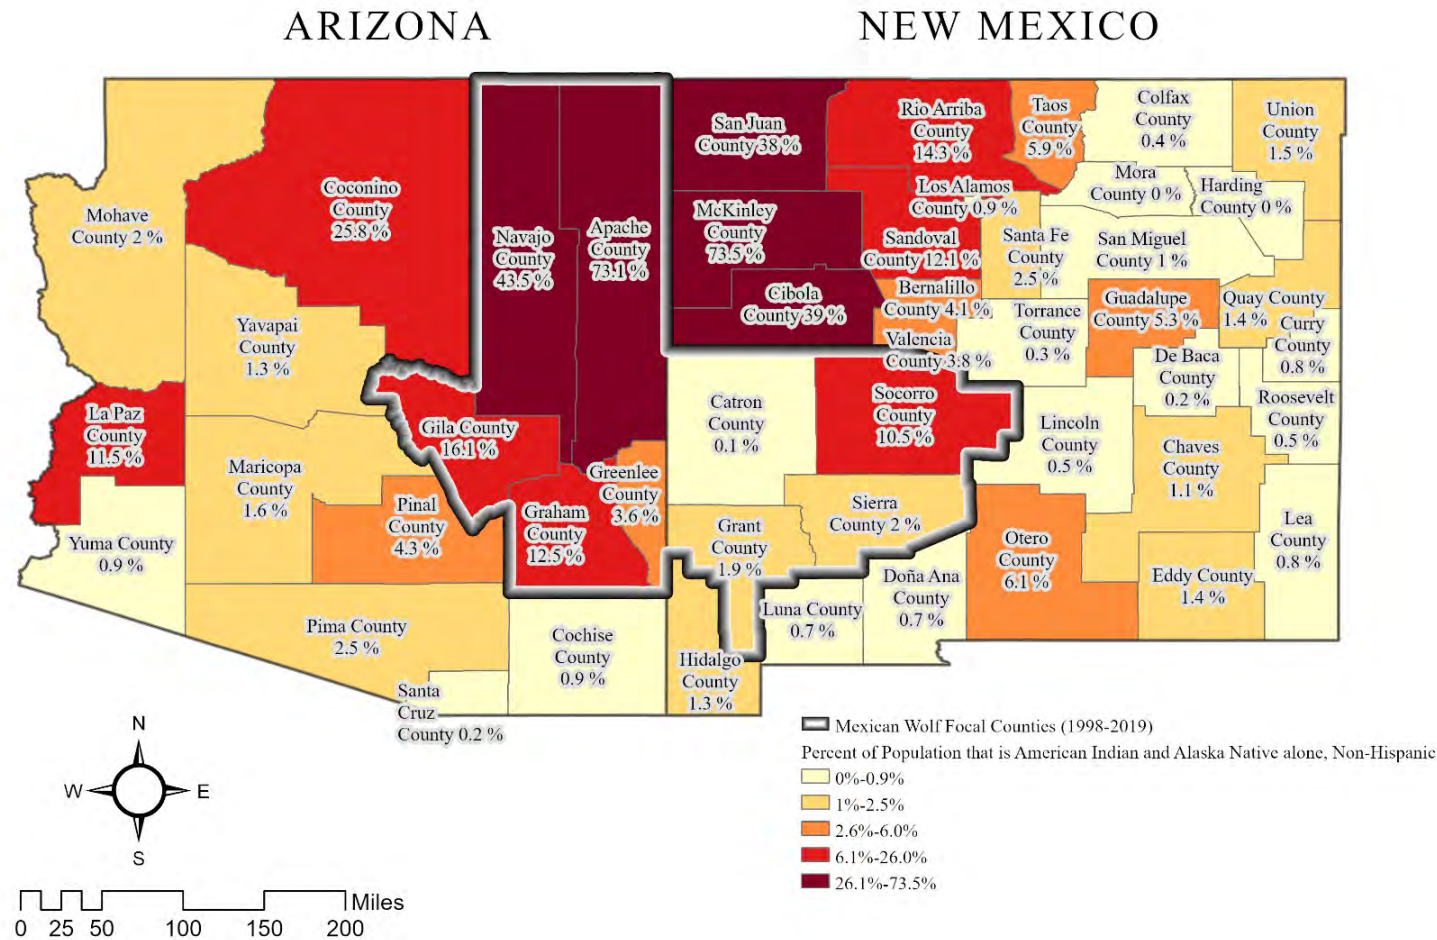 ARIZONA
NEW MEXICO
Mohave
County 2 %
Coconino
County
25.8 %
Navajo
County
43.5 %
Apache
County
73.1 %
Yavapai
County
1.3 %
La Paz
County
11.5 %
Maricopa
County
1.6 %
Gila County
16.1 %
Greenlee
County
3.6 %
Graham
County
12.5 %
Pinal
County
4.3 %
Yuma County
0.9 %
Pima County
2.5 %
Santa
Cruz
County 0.2 %
Cochise
County
0.9 %
San Juan
County 38 %
Rio Arriba
County
14.3 %
Taos
County
5.9 %
Colfax
County
0.4 %
Union
County
1.5 %
Mora
County 0 %
Harding
County 0 %
Los Alamos
County 0.9 %
McKinley
County
73.5 %
Sandoval
County 12.1 %
Santa Fe
County
2.5 %
San Miguel
County 1 %
Cibola
County 39 %
Bernalillo
County 4.1 %
Torrance
County
0.3 %
Guadalupe
County 5.3 %
Quay County
1.4 %
Curry
County
0.8 %
Valencia
County 3.8 %
De Baca
County
0.2 %
Roosevelt
County
0.5 %
Catron
County
0.1 %
Socorro
County
10.5 %
Lincoln
County
0.5 %
Chaves
County
1.1 %
Sierra
County 2 %
Grant
County
1.9 %
Otero
County
6.1 %
Lea
County
0.8 %
Eddy County
1.4 %
Doña Ana
County
0.7 %
Luna County
0.7 %
Hidalgo
County
1.3 %
Mexican Wolf Focal Counties (1998-2019)
Percent of Population that is American Indian and Alaska Native alone, Non-Hispanic
0%-0.9%
1%-2.5%
2.6%-6.0%
6.1%-26.0%
26.1%-73.5%
N
W
E
S
Miles
0 25 50 100 150 200